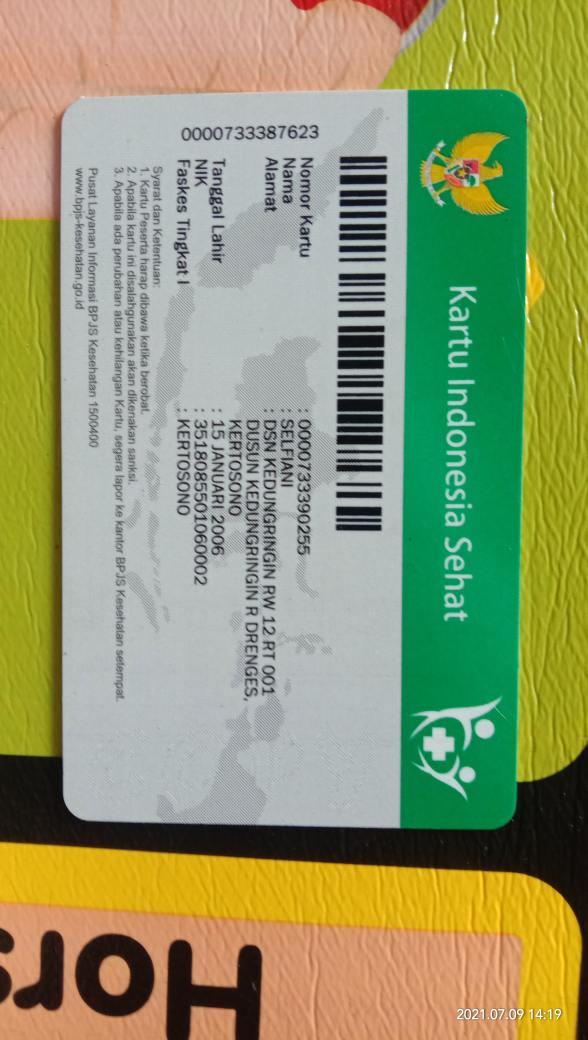 Kartu Indonesia Sehat
0000733387623
Nomor Kartu : 0000733390255
Nama : SELFIANI
Alamat : DSN KEDUNGRINGIN RW 12 RT 001
DUSUN KEDUNGRINGIN R DRENGES,
KERTOSONO
Tanggal Lahir : 15 JANUARI 2006
NIK : 3518085501060002
Faskes Tingkat I : KERTOSONO
Syarat dan Ketentuan:
1. Kartu Peserta harap dibawa ketika berobat.
2. Apabila kartu ini disalahgunakan akan dikenakan sanksi.
3. Apabila ada perubahan atau kehilangan Kartu, segera lapor ke kantor BPJS Kesehatan setempat.
Pusat Layanan Informasi BPJS Kesehatan 1500400
www.bpjs-kesehatan.go.id
Hors
2021.07.09 14:19